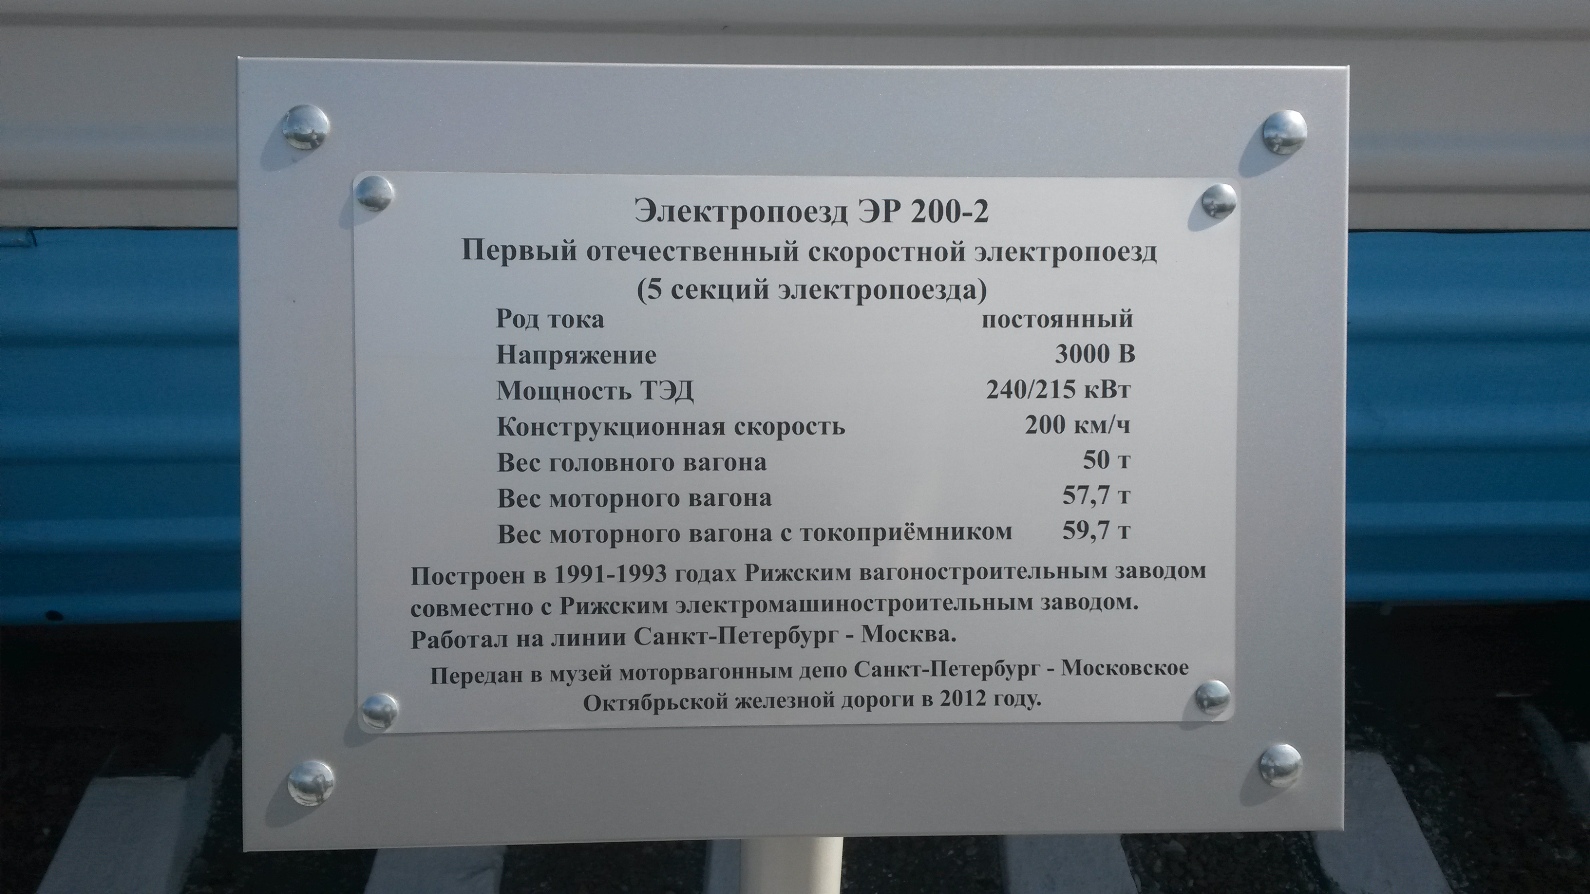 Электропоезд ЭР 200-2
Первый отечественный скоростной электропоезд
(5 секций электропоезда)
Род тока постоянный
Напряжение 3000 В
Мощность ТЭД 240/215 кВт
Конструкционная скорость 200 км/ч
Вес головного вагона 50 т
Вес моторного вагона 57,7 т
Вес моторного вагона с токоприёмником 59,7 т
Построен в 1991-1993 годах Рижским вагоностроительным заводом
совместно с Рижским электромашиностроительным заводом.
Работал на линии Санкт-Петербург - Москва.
Передан в музей моторвагонным депо Санкт-Петербург - Московское
Октябрьской железной дороги в 2012 году.